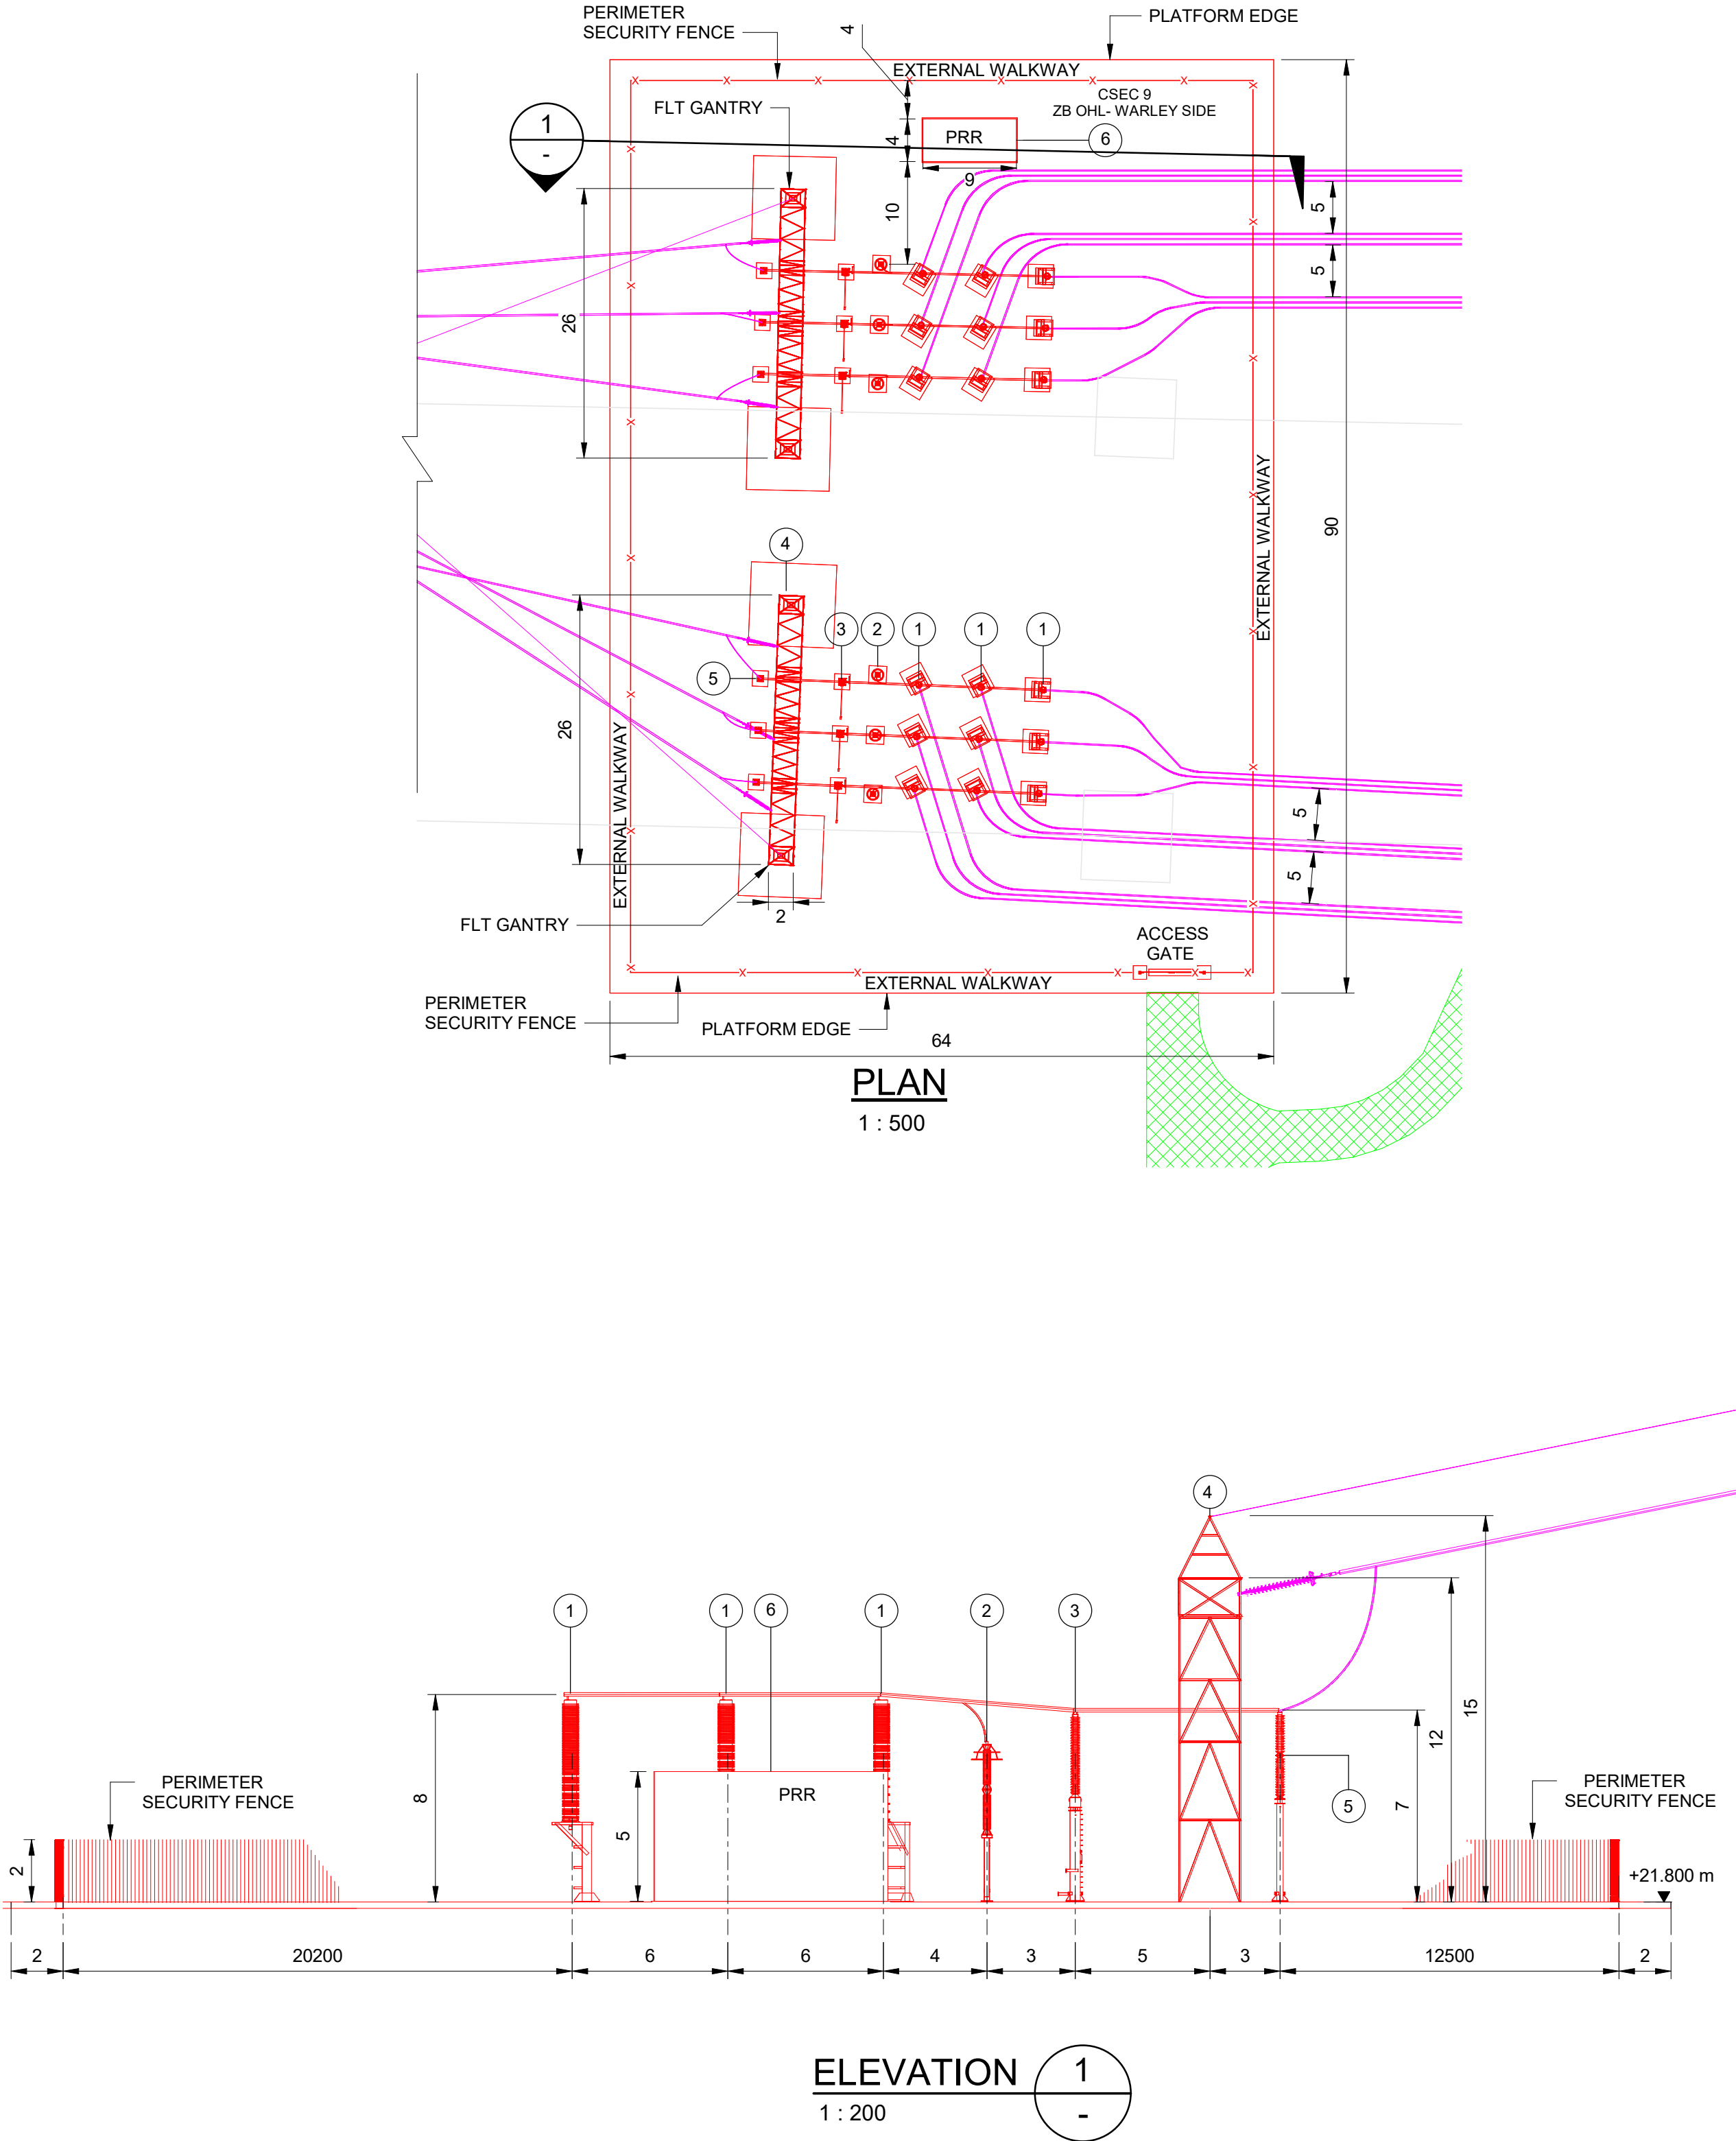 PERIMETER
SECURITY FENCE
4
PLATFORM EDGE
EXTERNAL WALKWAY
FLT GANTRY
CSEC 9
ZB OHL- WARLEY SIDE
1
-
PRR
4
6
9
10
5
5
26
EXTERNAL WALKWAY
90
4
3
2
1
1
1
5
26
EXTERNAL WALKWAY
5
5
2
FLT GANTRY
ACCESS
GATE
EXTERNAL WALKWAY
PERIMETER
SECURITY FENCE
PLATFORM EDGE
64
PLAN
1 : 500
4
1
1
6
1
2
3
15
12
8
PERIMETER
SECURITY FENCE
PRR
5
7
5
PERIMETER
SECURITY FENCE
2
+21.800 m
2
20200
6
6
4
3
5
3
12500
2
ELEVATION
1
-
1 : 200